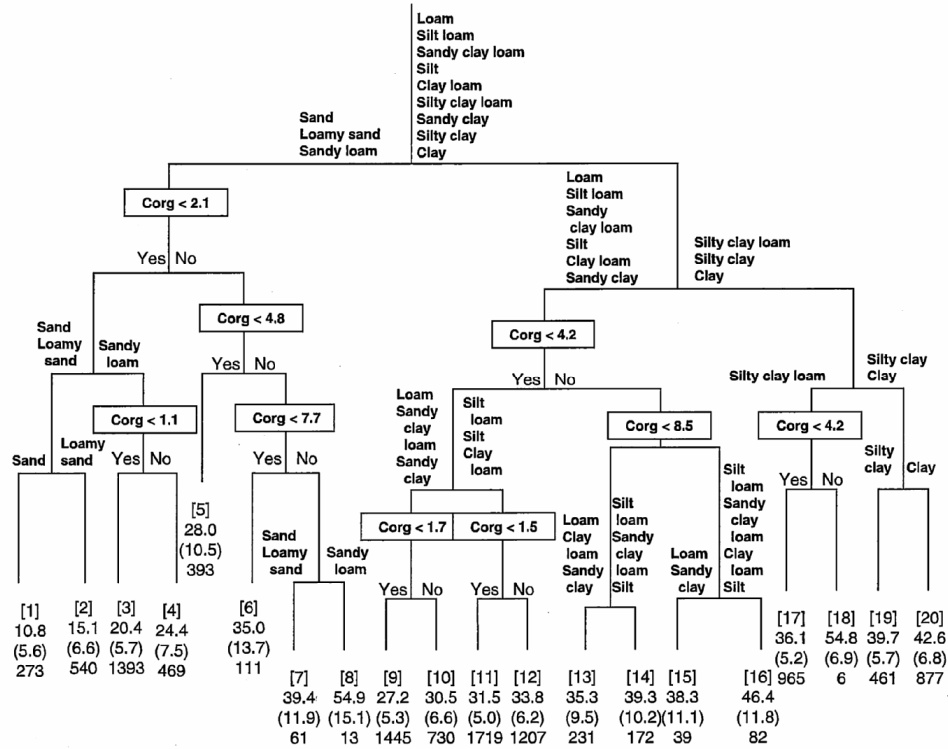 Loam
Silt loam
Sandy clay loam
Silt
Clay loam
Silty clay loam
Sandy clay
Silty clay
Clay
Sand
Loamy sand
Sandy loam
Corg < 2.1
Yes No
Loam
Silt loam
Sandy
clay loam
Silt
Clay loam
Sandy clay
Silty clay loam
Silty clay
Clay
Sand
Loamy
sand
Sandy
loam
Corg < 4.8
Yes No
Corg < 4.2
Yes No
Silty clay loam
Silty clay
Clay
Sand
Loamy
sand
Corg < 1.1
Yes No
Corg < 7.7
Yes No
Loam
Sandy
clay
loam
Sandy
clay
Silt
loam
Silt
Clay
loam
Corg < 8.5
Corg < 4.2
Yes No
Silty
clay
Clay
Sand
Loamy
sand
Sandy
loam
Corg < 1.7
Yes No
Corg < 1.5
Yes No
Loam
Clay
loam
Sandy
clay
Silt
loam
Sandy
clay
loam
Silt
Loam
Sandy
clay
Silt
loam
Sandy
clay
loam
Clay
loam
Silt
[1]
10.8
(5.6)
273
[2]
15.1
(6.6)
540
[3]
20.4
(5.7)
1393
[4]
24.4
(7.5)
469
[5]
28.0
(10.5)
393
[6]
35.0
(13.7)
111
[7]
39.4
(11.9)
61
[8]
54.9
(15.1)
13
[9]
27.2
(5.3)
1445
[10]
30.5
(6.6)
730
[11]
31.5
(5.0)
1719
[12]
33.8
(6.2)
1207
[13]
35.3
(9.5)
231
[14]
39.3
(10.2)
172
[15]
38.3
(11.1)
39
[16]
46.4
(11.8)
82
[17]
36.1
(5.2)
965
[18]
54.8
(6.9)
6
[19]
39.7
(5.7)
461
[20]
42.6
(6.8)
877